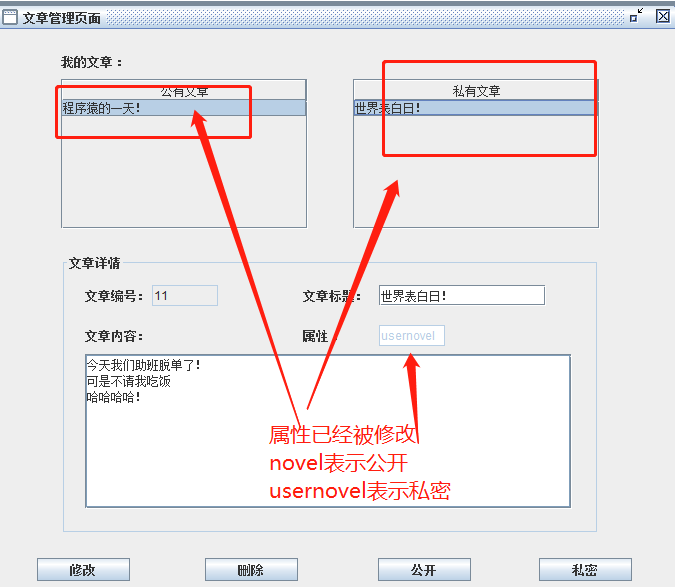 文章管理页面
我的文章：
公有文章
程序猿的一天!
私有文章
世界表白日!
文章详情
文章编号：
11
文章标题：
世界表白日!
文章内容：
属性
usernovel
今天我们助班脱单了!
可是不请我吃饭
哈哈哈哈!
属性已经被修改
novel表示公开
usernovel表示私密
修改
删除
公开
私密